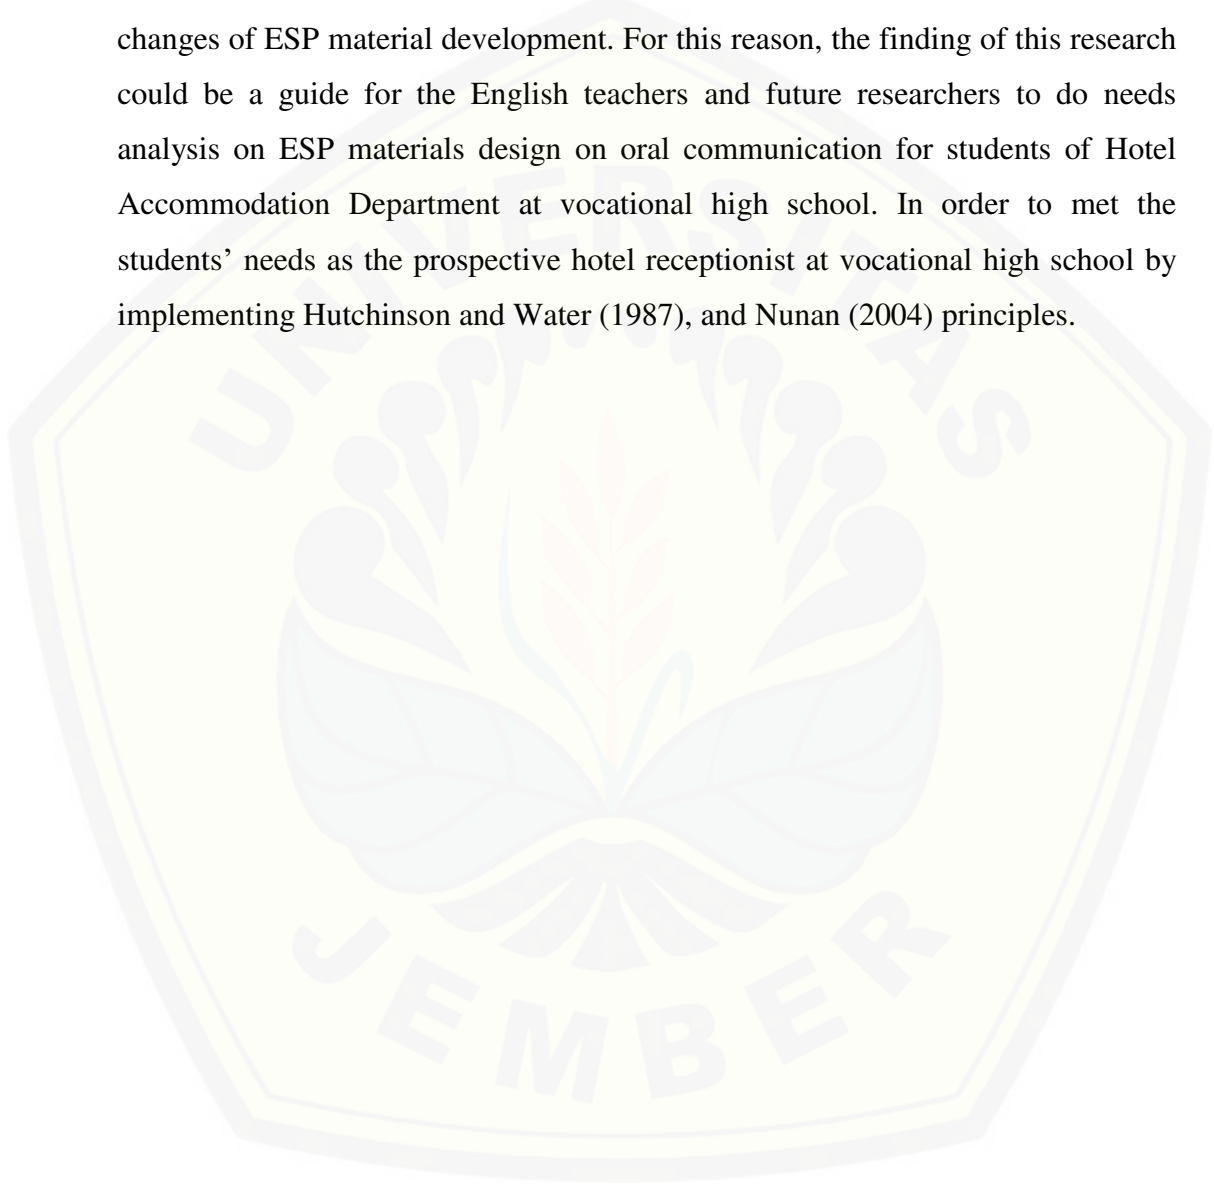 changes of ESP material development. For this reason, the finding of this research
could be a guide for the English teachers and future researchers to do needs
analysis on ESP materials design on oral communication for students of Hotel
Accommodation Department at vocational high school. In order to met the
students’ needs as the prospective hotel receptionist at vocational high school by
implementing Hutchinson and Water (1987), and Nunan (2004) principles.
UNIVERSITAS
JEMBER